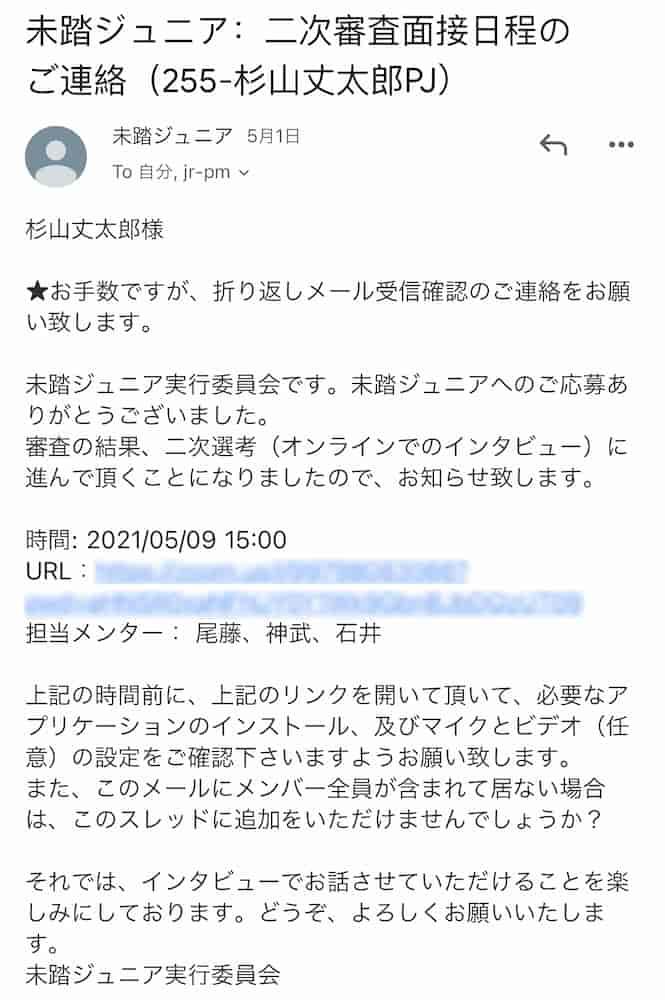 未踏ジュニア：二次審査面接日程の
ご連絡（255-杉山丈太郎PJ）
未踏ジュニア 5月1日
To 自分, jr-pm
杉山丈太郎様
★お手数ですが、折り返しメール受信確認のご連絡をお願
い致します。
未踏ジュニア実行委員会です。未踏ジュニアへのご応募あ
りがとうございました。
審査の結果、二次選考（オンラインでのインタビュー）に
進んで頂くことになりましたので、お知らせ致します。
時間: 2021/05/09 15:00
URL：
担当メンター： 尾藤、神武、石井
上記の時間前に、上記のリンクを開いて頂いて、必要なア
プリケーションのインストール、及びマイクとビデオ（任
意）の設定をご確認下さいますようお願い致します。
また、このメールにメンバー全員が含まれて居ない場合
は、このスレッドに追加をいただけませんでしょうか？
それでは、インタビューでお話させていただけることを楽
しみにしております。どうぞ、よろしくお願いいたしま
す。
未踏ジュニア実行委員会